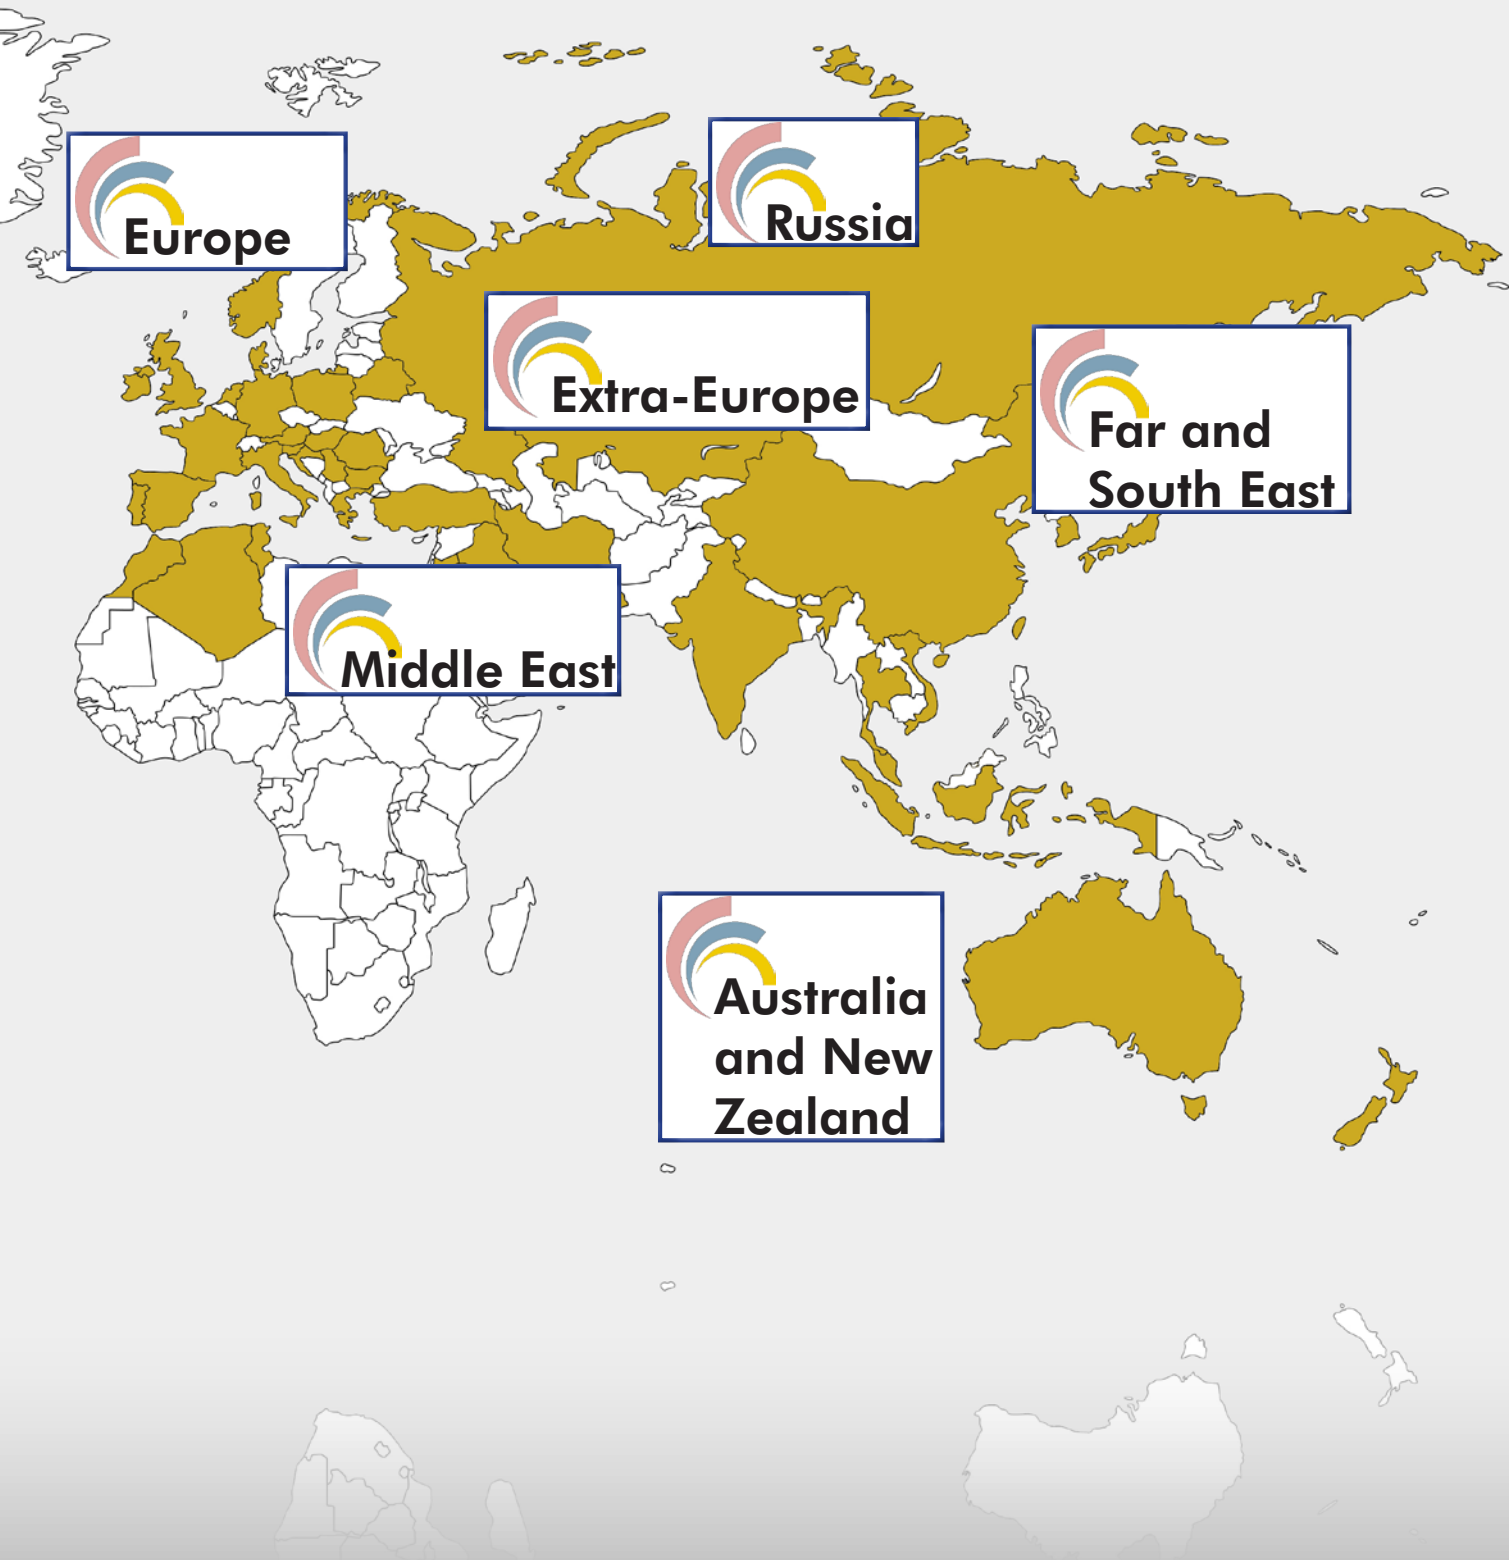 Europe
Russia
Extra-Europe
Far and
South East
Middle East
Australia
and New
Zealand